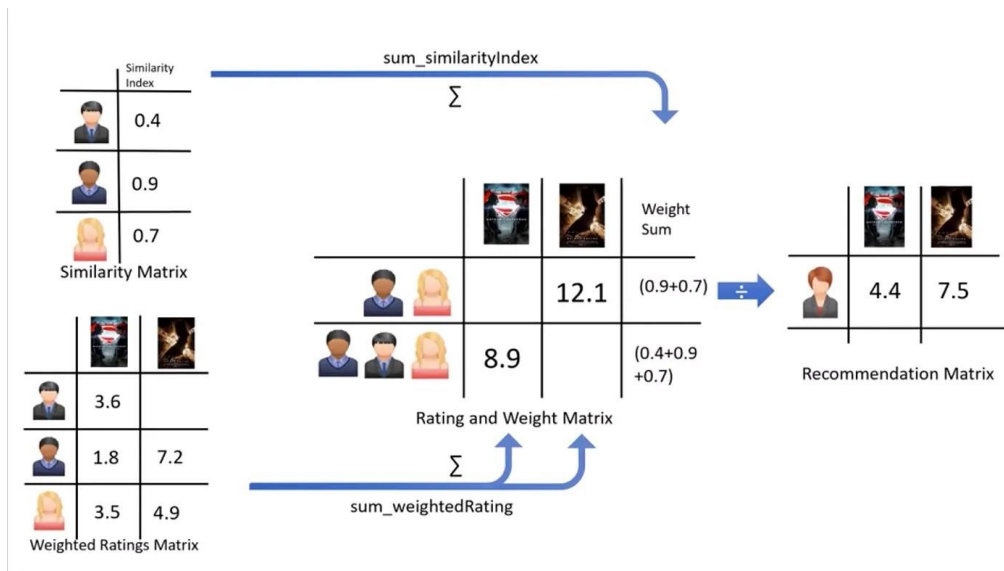 sum_similarityIndex
∑
Similarity
Index
0.4
0.9
0.7
Similarity Matrix
3.6
1.8 7.2
3.5 4.9
Weighted Ratings Matrix
Weight
Sum
12.1 (0.9+0.7)
8.9 (0.4+0.9
+0.7)
Rating and Weight Matrix
∑
sum_weightedRating
÷
4.4 7.5
Recommendation Matrix